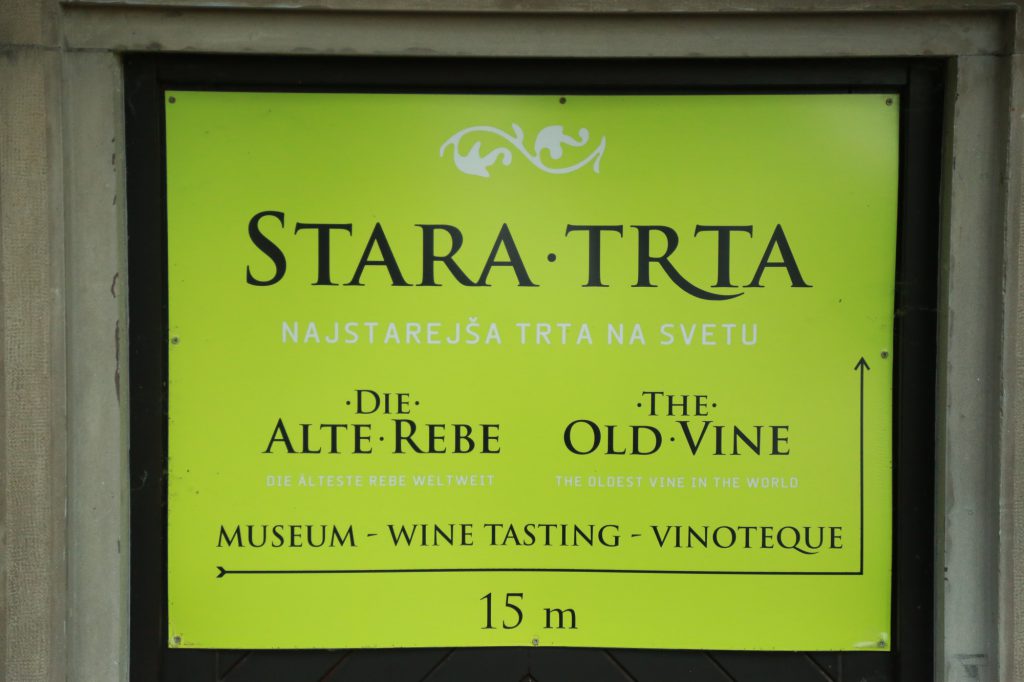 STARA·TRTA
NAJSTAREJŠA TRTA NA SVETU
·DIE·
ALTE·REBE
DIE ÄLTESTE REBE WELTWEIT
·THE·
OLD·VINE
THE OLDEST VINE IN THE WORLD
MUSEUM - WINE TASTING - VINOTEQUE
15 m